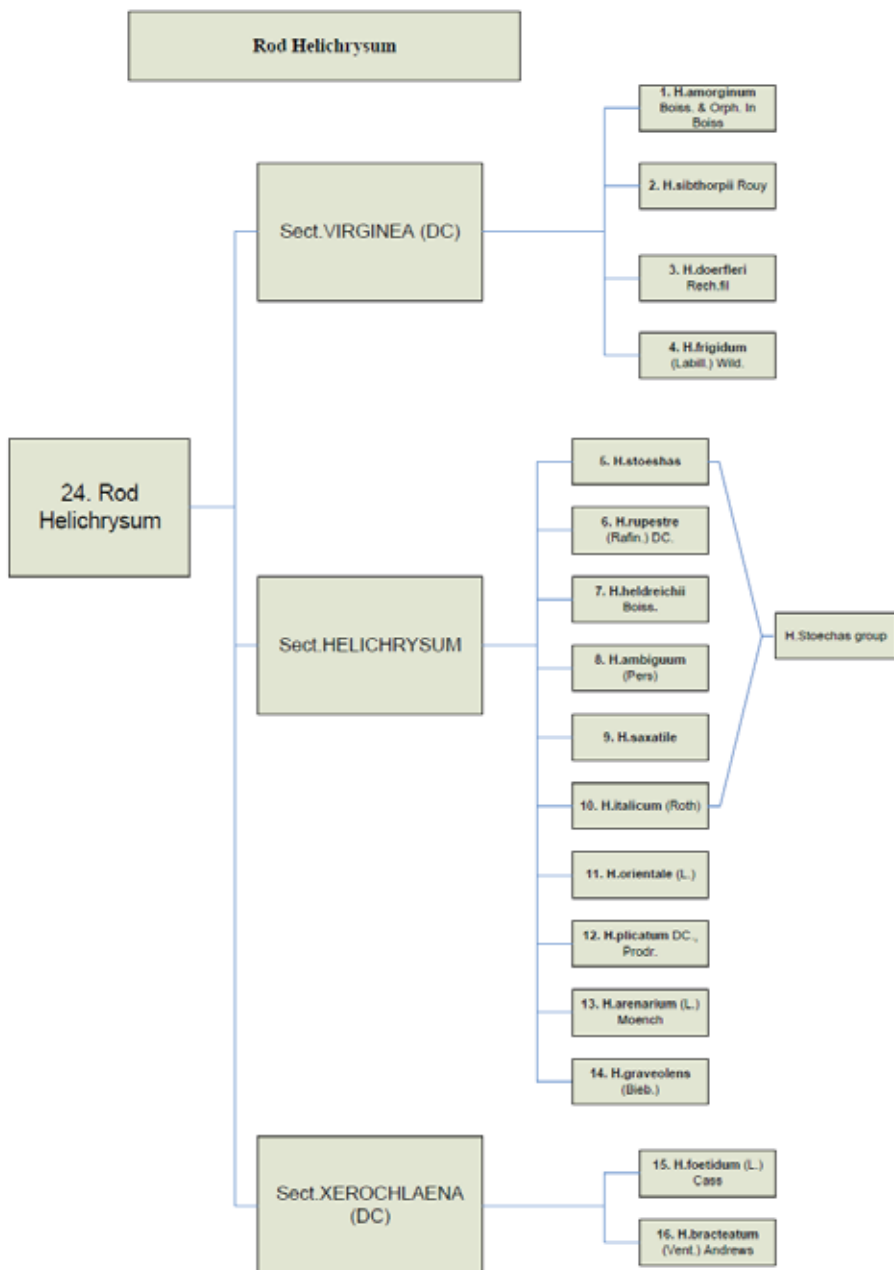 Rod Helichrysum
24. Rod
Helichrysum
Sect.VIRGINEA (DC)
1. H.amorginum
Boiss. & Orph. In
Boiss
2. H.sibthorpii Rouy
3. H.doerfleri
Rech.fil
4. H.frigidum
(Labill.) Wild.
Sect.HELICHRYSUM
5. H.stoeshas
6. H.rupestre
(Rafin.) DC.
7. H.heldreichii
Boiss.
8. H.ambiguum
(Pers)
9. H.saxatile
10. H.italicum (Roth)
H.Stoechas group
11. H.orientale (L.)
12. H.plicatum DC.,
Prodr.
13. H.arenarium (L.)
Moench
14. H.graveolens
(Bieb.)
Sect.XEROCHLAENA
(DC)
15. H.foetidum (L.)
Cass
16. H.bracteatum
(Vent.) Andrews